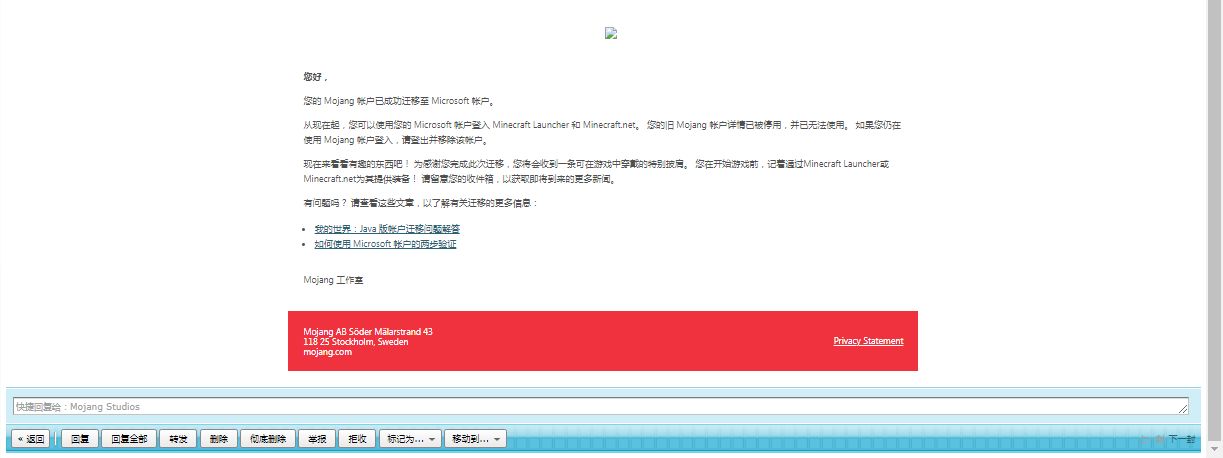 您好，
您的 Mojang 帐户已成功迁移至 Microsoft 帐户。
从现在起，您可以使用您的 Microsoft 帐户登入 Minecraft Launcher 和 Minecraft.net。 您的旧 Mojang 帐户详情已被停用，并已无法使用。 如果您仍在
使用 Mojang 帐户登入，请登出并移除该帐户。
现在来看看有趣的东西吧！ 为感谢您完成此次迁移，您将会收到一条可在游戏中穿戴的特别披肩。 您在开始游戏前，记着通过Minecraft Launcher或
Minecraft.net为其提供装备！ 请留意您的收件箱，以获取即将到来的更多新闻。
有问题吗？ 请查看这些文章，以了解有关迁移的更多信息：
• 我的世界：Java 版帐户迁移问题解答
• 如何使用 Microsoft 帐户的两步验证
Mojang 工作室
Mojang AB Söder Mälarstrand 43
118 25 Stockholm, Sweden
mojang.com
Privacy Statement
快捷回复给：Mojang Studios
« 返回 回复 回复全部 转发 删除 彻底删除 举报 拒收 标记为... 移动到... 上一封 下一封